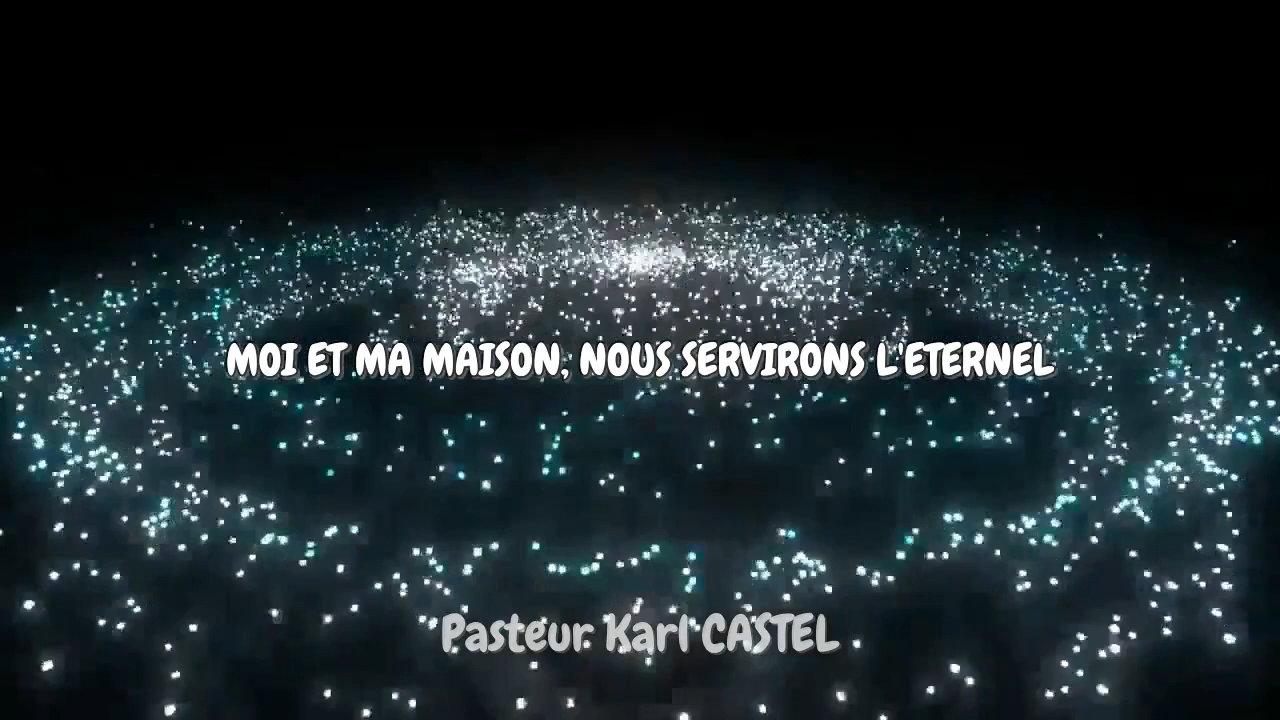 MOI ET MA MAISON, NOUS SERVIRONS L'ETERNEL
Pasteur Karl CASTEL